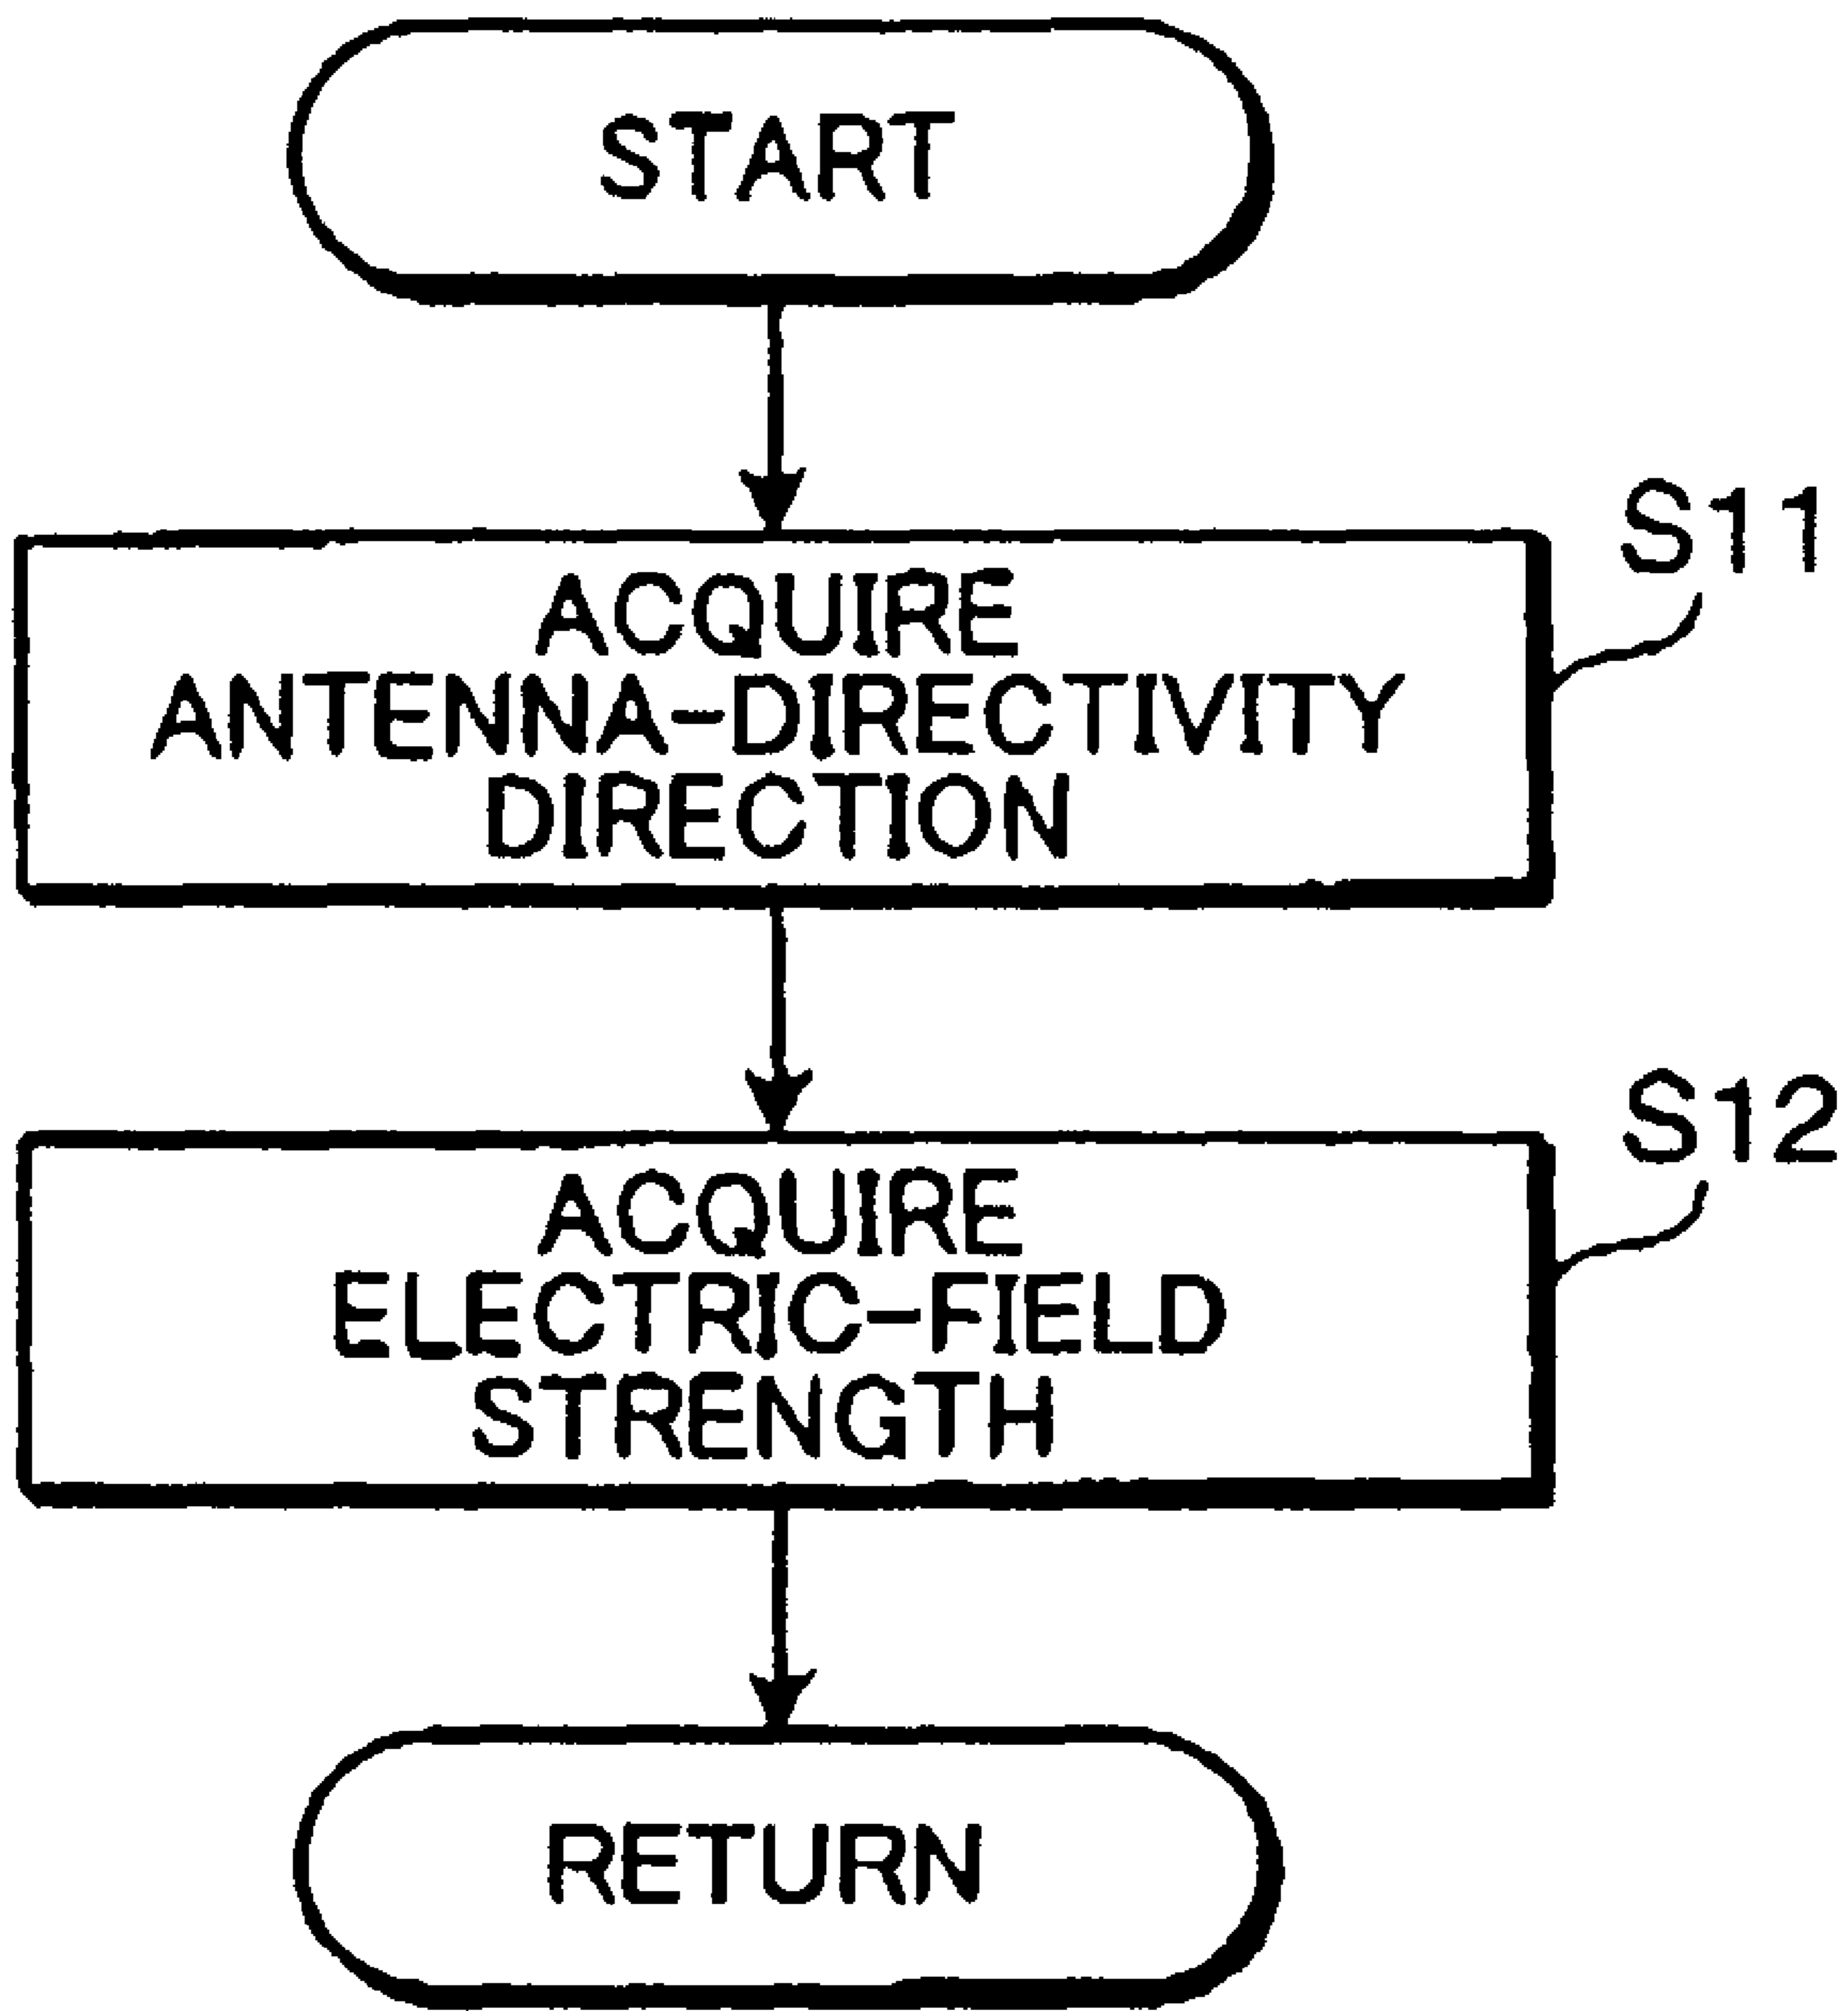 START
S11
ACQUIRE
ANTENNA-DIRECTIVITY
DIRECTION
S12
ACQUIRE
ELECTRIC-FIELD
STRENGTH
RETURN